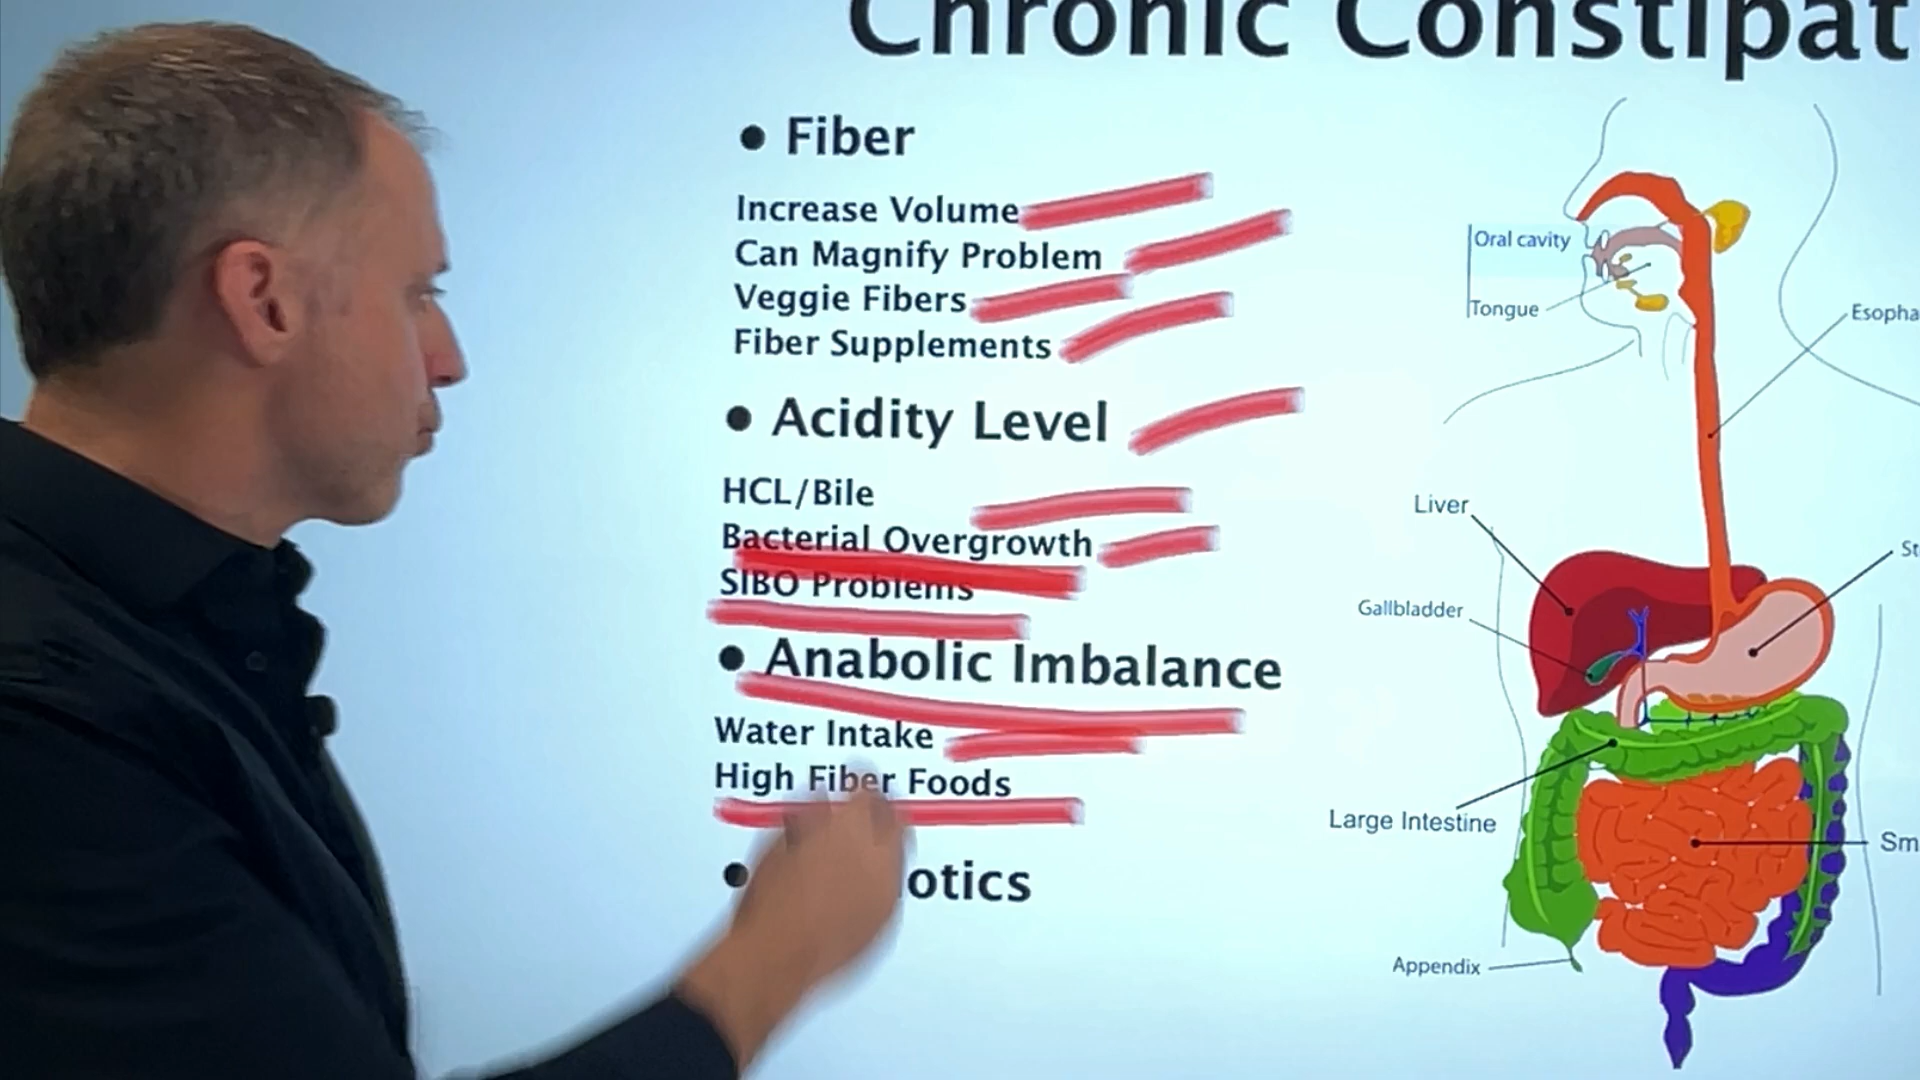 Chronic Constipat
• Fiber
Increase Volume
Can Magnify Problem
Veggie Fibers
Fiber Supplements
• Acidity Level
HCL/Bile
Bacterial Overgrowth
SIBO Problems
• Anabolic Imbalance
Water Intake
High Fiber Foods
• otics
Oral cavity
Tongue
Esopha
Liver
St
Gallbladder
Large Intestine
Sm
Appendix